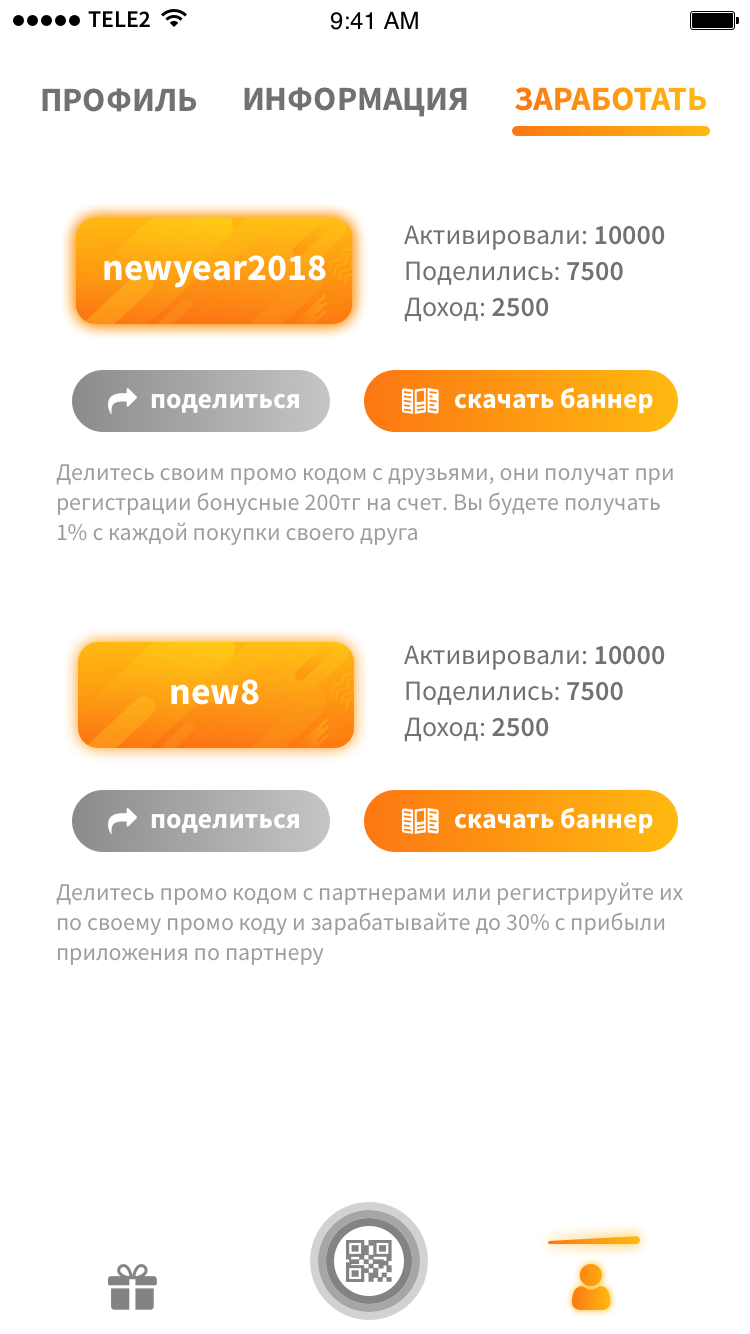 TELE2 9:41 AM
ПРОФИЛЬ ИНФОРМАЦИЯ ЗАРАБОТАТЬ
newyear2018
Активировали: 10000
Поделились: 7500
Доход: 2500
поделиться скачать баннер
Делитесь своим промо кодом с друзьями, они получат при
регистрации бонусные 200тг на счет. Вы будете получать
1% с каждой покупки своего друга
new8
Активировали: 10000
Поделились: 7500
Доход: 2500
поделиться скачать баннер
Делитесь промо кодом с партнерами или регистрируйте их
по своему промо коду и зарабатывайте до 30% с прибыли
приложения по партнеру